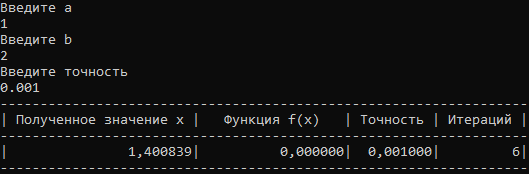 Введите a
1
Введите b
2
Введите точность
0.001
------------------------------------------------------------------
| Полученное значение x |   Функция f(x)   | Точность | Итераций |
------------------------------------------------------------------
|               1,400839|          0,000000|  0,001000|         6|
------------------------------------------------------------------